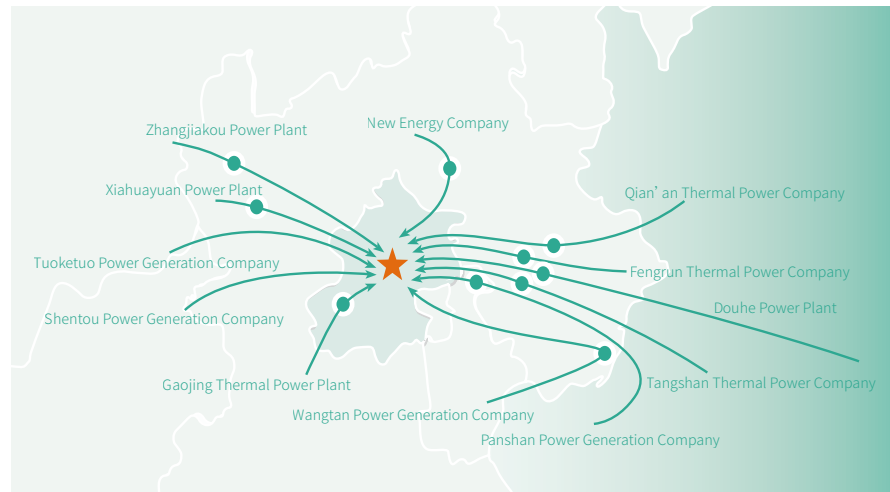 New Energy Company
Zhangjiakou Power Plant
Xiahuayuan Power Plant
Qian’ an Thermal Power Company
Tuoketuo Power Generation Company
Fengrun Thermal Power Company
Douhe Power Plant
Shentou Power Generation Company
Tangshan Thermal Power Company
Gaojing Thermal Power Plant
Wangtan Power Generation Company
Panshan Power Generation Company